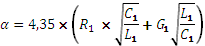 α = 4,35 × (R₁ × √(C₁/L₁) + G₁√(L₁/C₁))